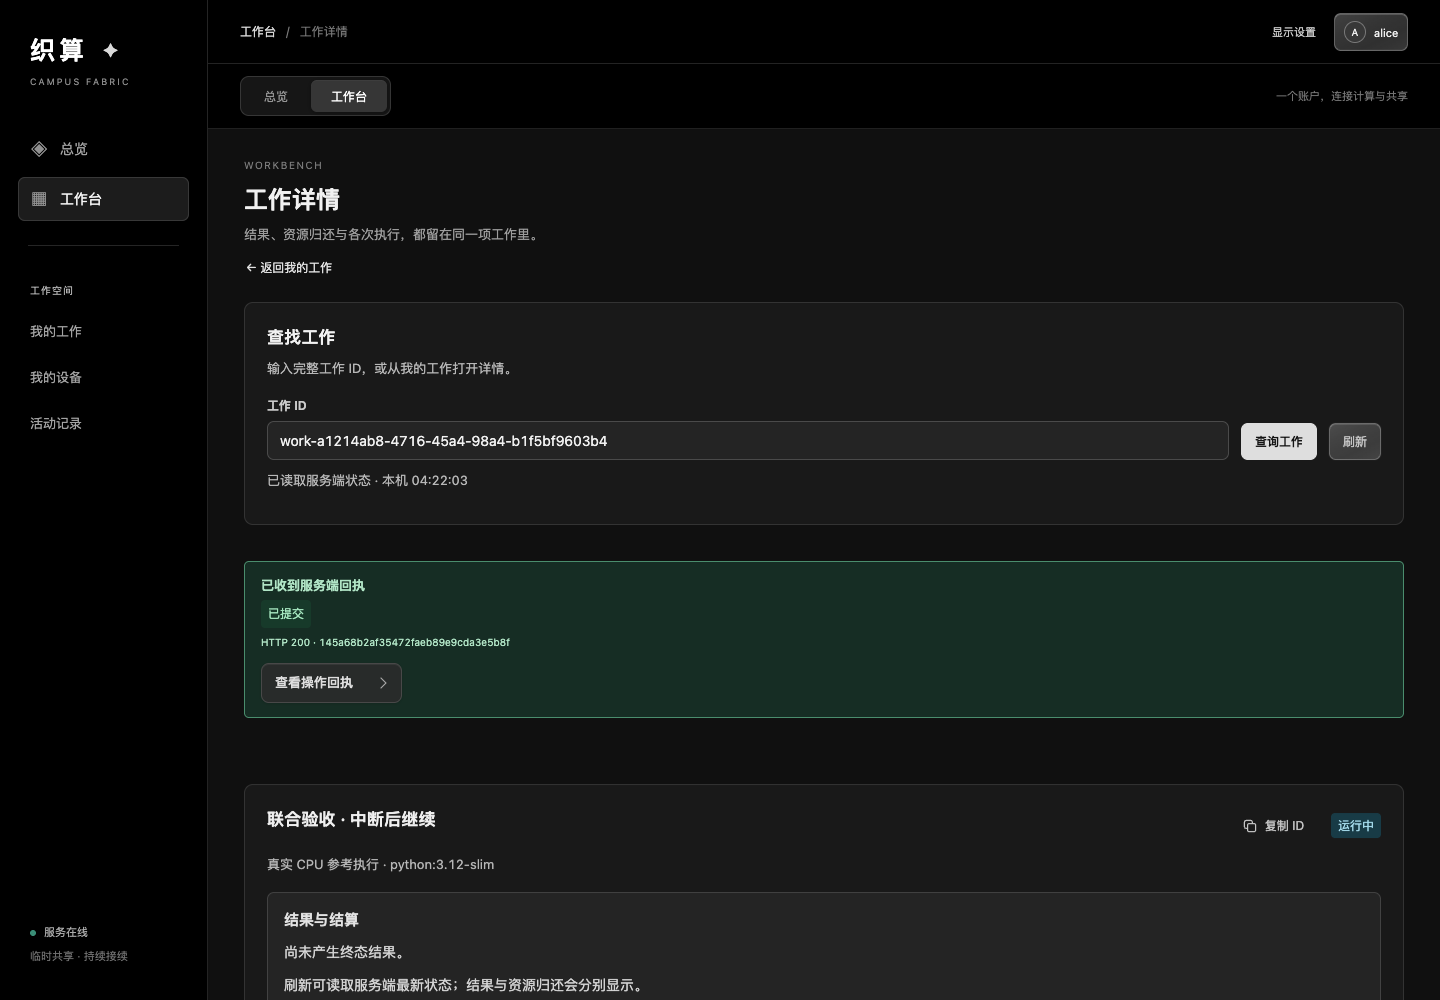 织算
CAMPUS FABRIC
总览
工作台
工作空间
我的工作
我的设备
活动记录
服务在线
临时共享 · 持续接续
工作台 / 工作详情
显示设置
A alice
总览 工作台
一个账户，连接计算与共享
WORKBENCH
工作详情
结果、资源归还与各次执行，都留在同一项工作里。
← 返回我的工作
查找工作
输入完整工作 ID，或从我的工作打开详情。
工作 ID
work-a1214ab8-4716-45a4-98a4-b1f5bf9603b4
查询工作 刷新
已读取服务端状态 · 本机 04:22:03
已收到服务端回执
已提交
HTTP 200 · 145a68b2af35472faeb89e9cda3e5b8f
查看操作回执
联合验收 · 中断后继续
复制 ID 运行中
真实 CPU 参考执行 · python:3.12-slim
结果与结算
尚未产生终态结果。
刷新可读取服务端最新状态；结果与资源归还会分别显示。